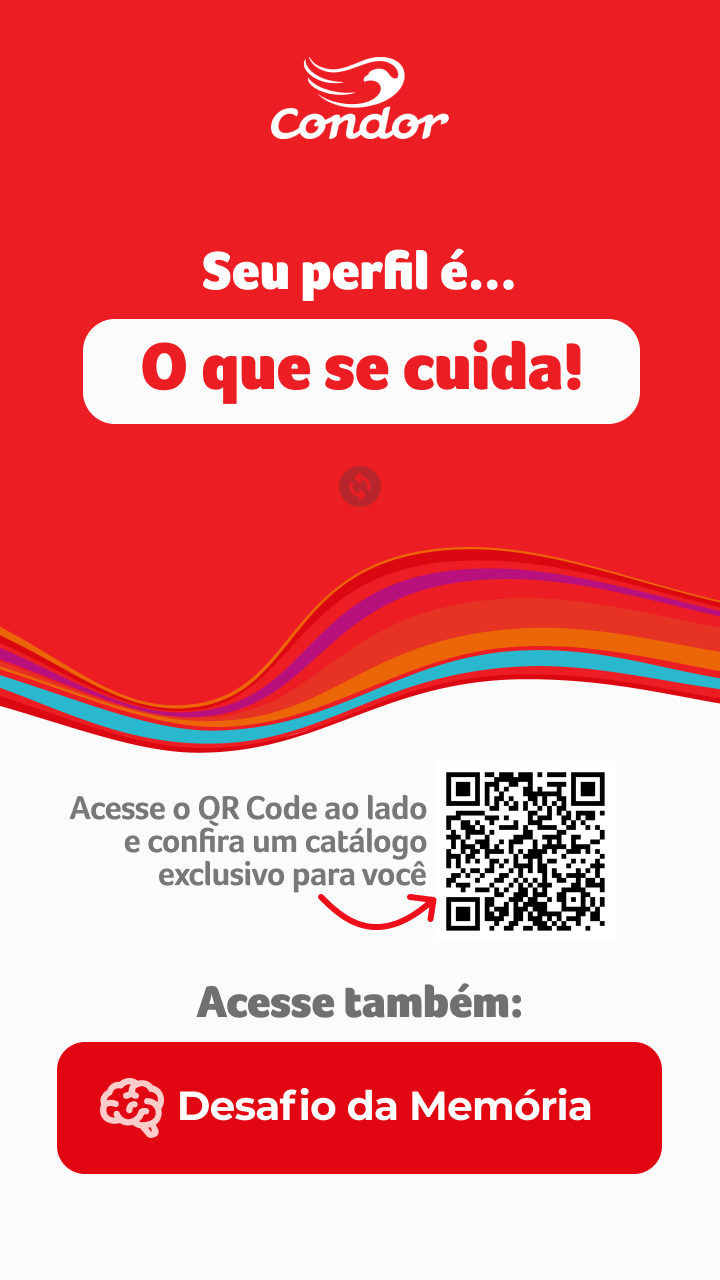 Condor
Seu perfil é...
O que se cuida!
Acesse o QR Code ao lado
e confira um catálogo
exclusivo para você
Acesse também:
Desafio da Memória